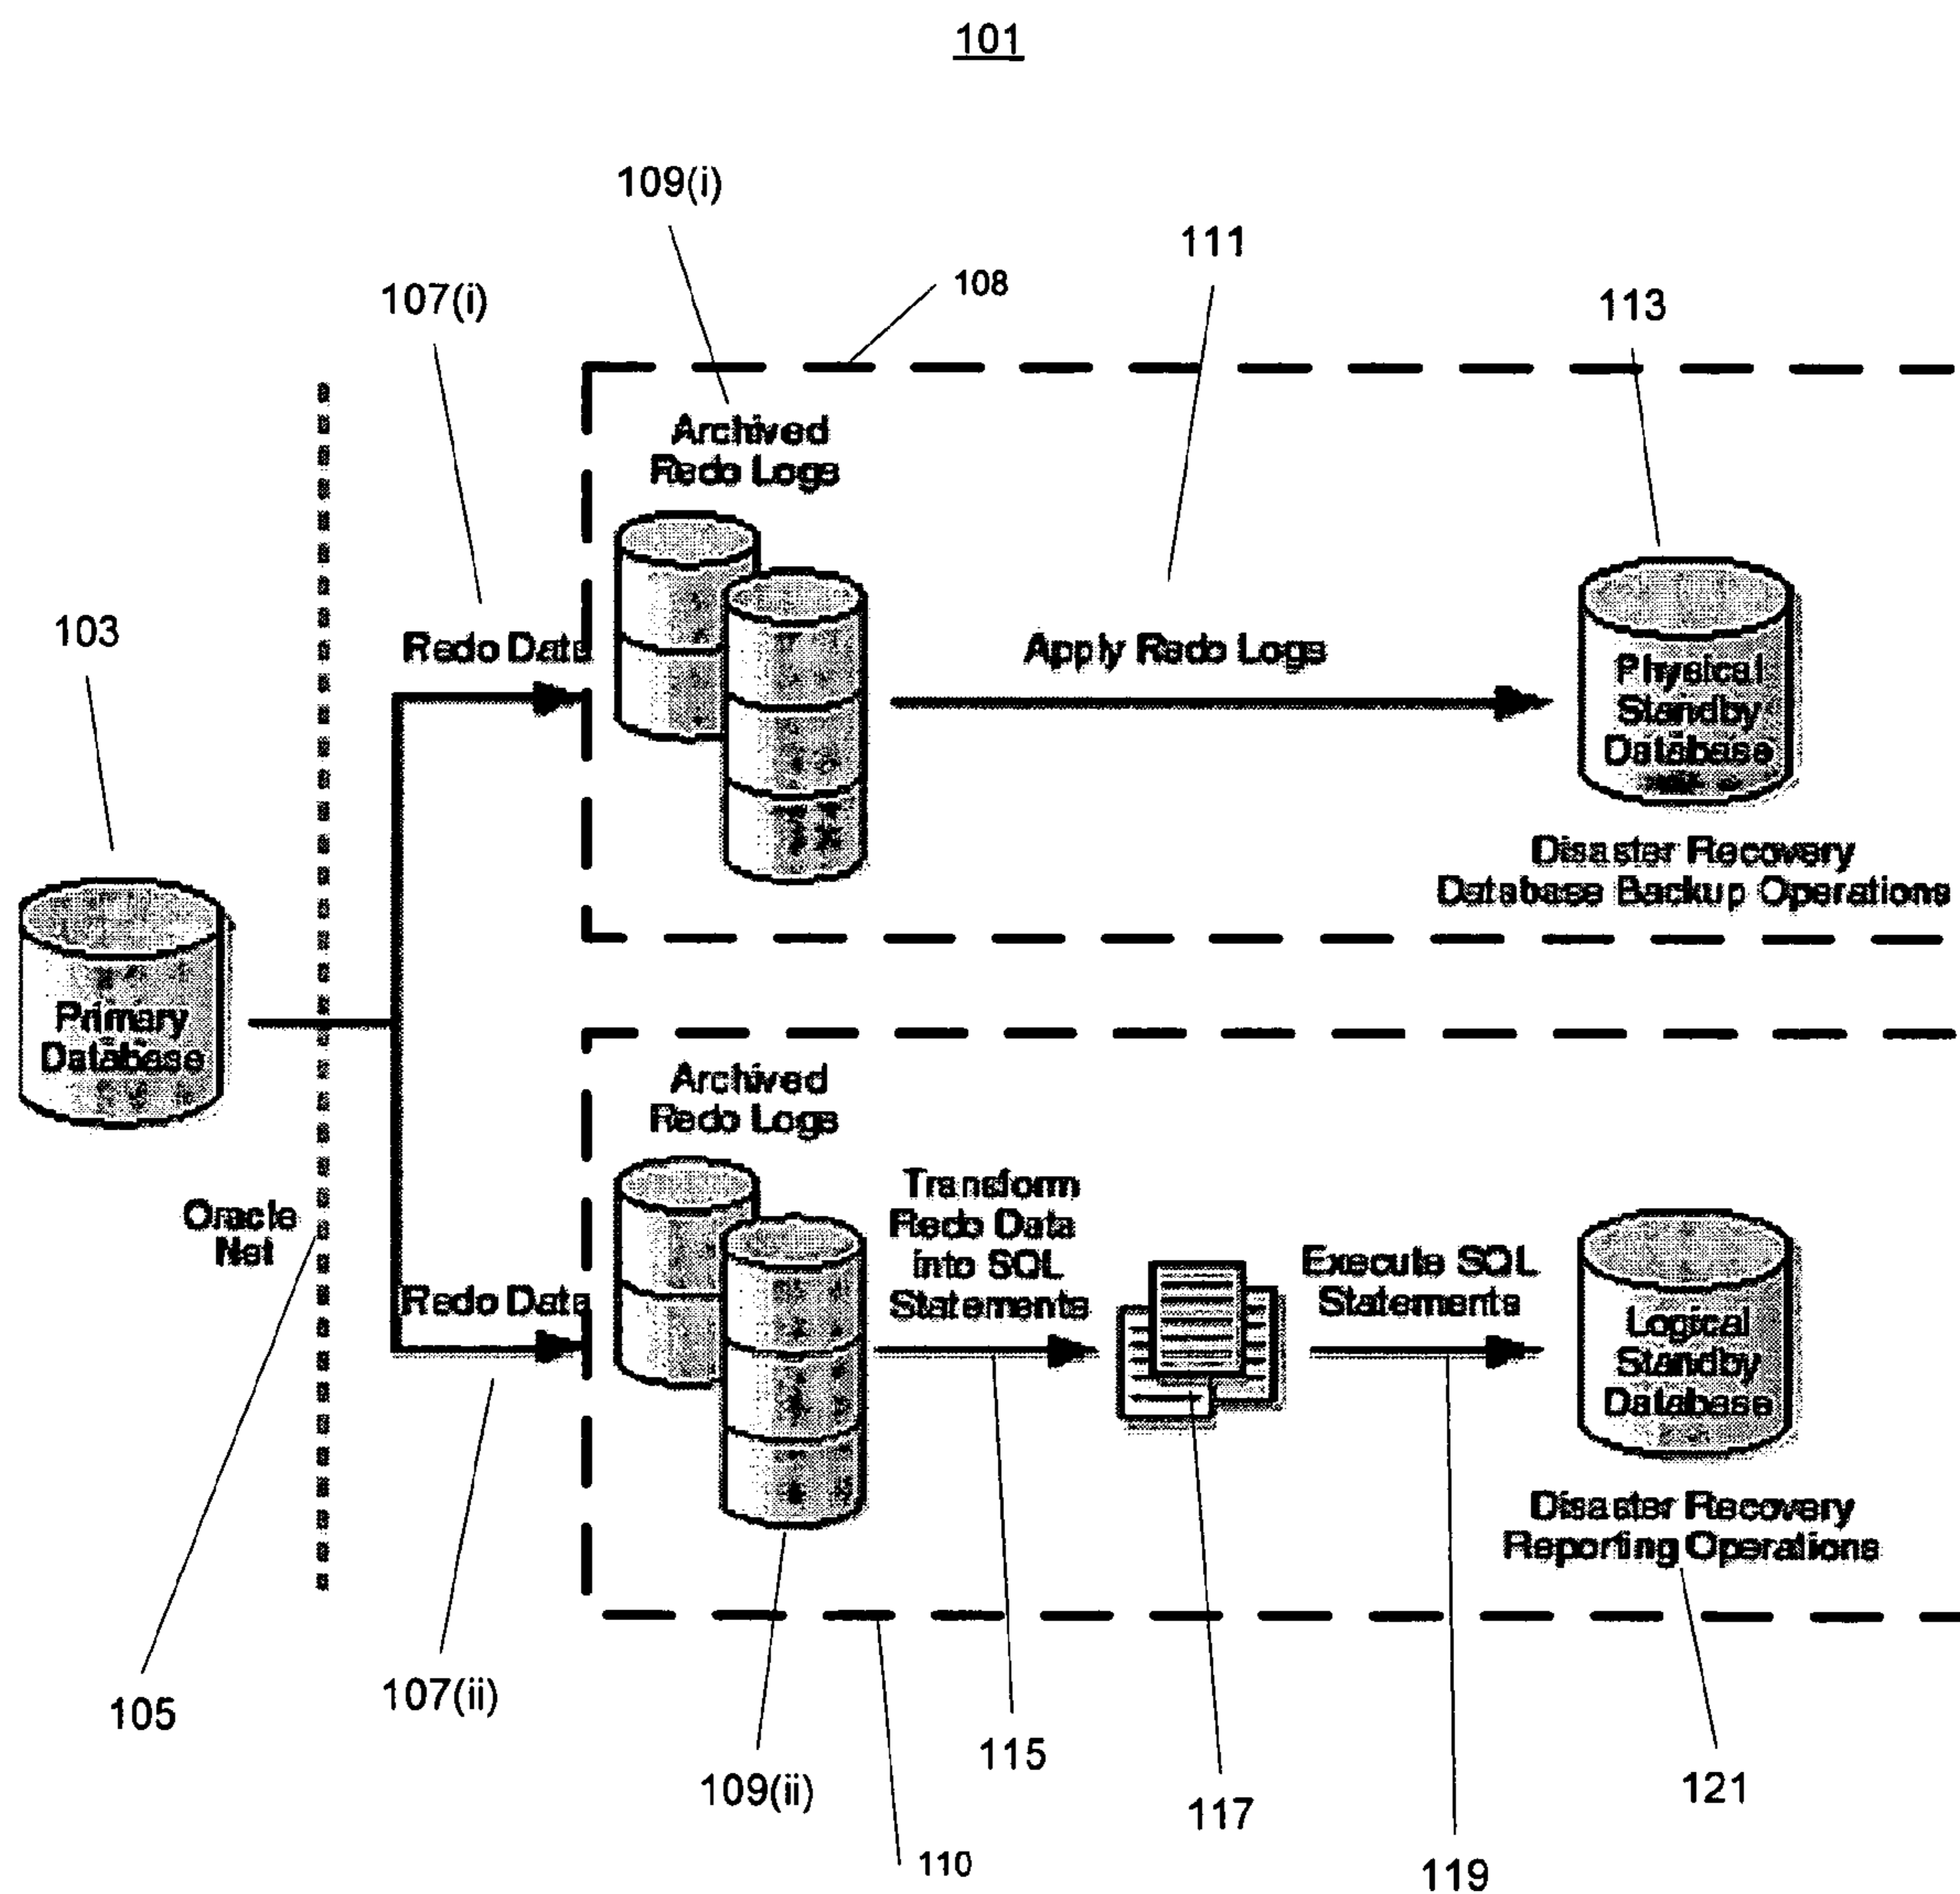 101
109(i)
111
108
107(i)
113
Archived
Redo Logs
103
Redo Data
Apply Redo Logs
Physical
Standby
Database
Disaster Recovery
Database Backup Operations
Primary
Database
Archived
Redo Logs
Oracle
Net
Transform
Redo Data
into SQL
Statements
Execute SQL
Statements
Redo Data
Logical
Standby
Database
Disaster Recovery
Reporting Operations
105
107(ii)
115
109(ii)
117
121
110
119